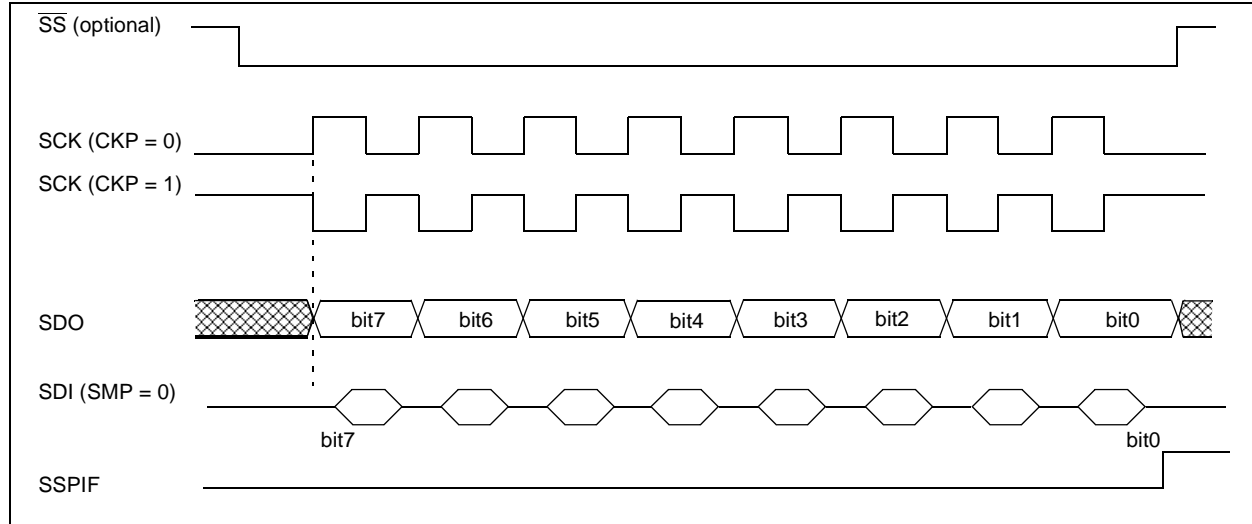 SS (optional)
SCK (CKP = 0)
SCK (CKP = 1)
SDO bit7 bit6 bit5 bit4 bit3 bit2 bit1 bit0
SDI (SMP = 0)
bit7 bit0
SSPIF